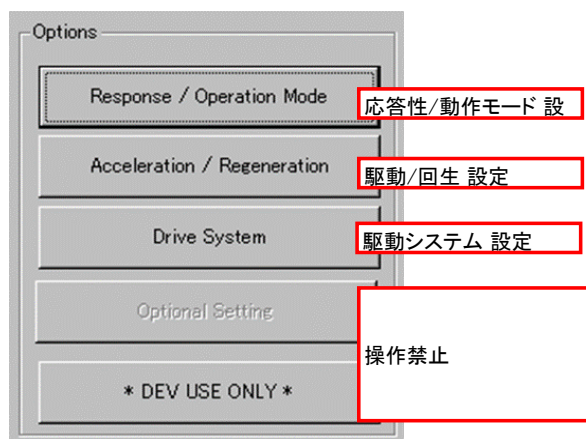 Options
Response / Operation Mode
応答性/動作モード 設
Acceleration / Regeneration
駆動/回生 設定
Drive System
駆動システム 設定
Optional Setting
操作禁止
* DEV USE ONLY *